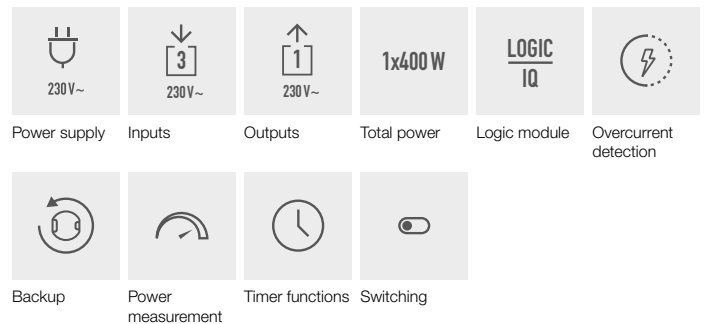 3
1
1x400 W
LOGIC
IQ
230 V~
230 V~
230 V~
Power supply
Inputs
Outputs
Total power
Logic module
Overcurrent
detection
Backup
Power
measurement
Timer functions
Switching